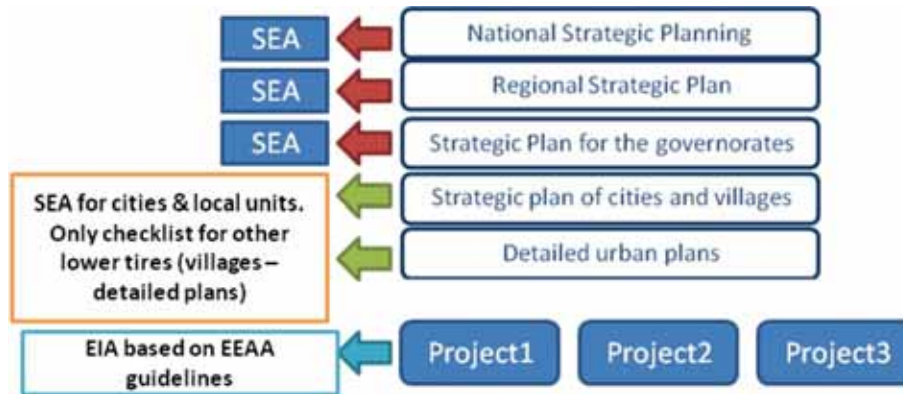 SEA
National Strategic Planning
SEA
Regional Strategic Plan
SEA
Strategic Plan for the governorates
SEA for cities & local units.
Only checklist for other
lower tires (villages –
detailed plans)
Strategic plan of cities and villages
Detailed urban plans
EIA based on EEAA
guidelines
Project1
Project2
Project3